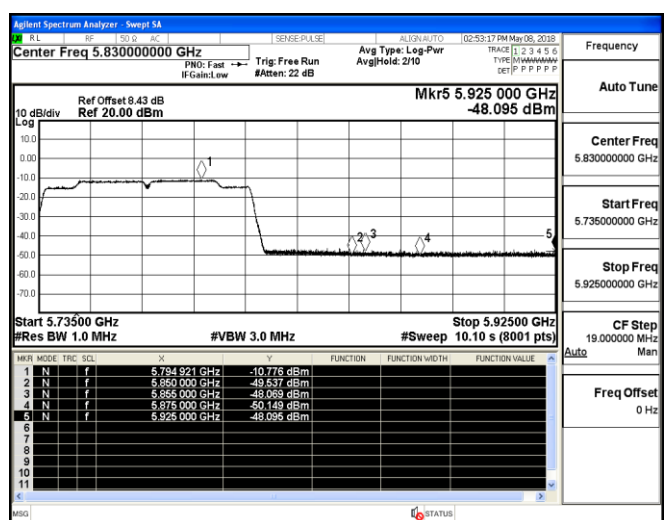 Agilent Spectrum Analyzer - Swept SA
RL RF 50 Ω AC SENSE:PULSE ALIGNAUTO 02:53:17 PM May 08, 2018
Center Freq 5.830000000 GHz
PNO: Fast
IFGain:Low
Trig: Free Run
#Atten: 22 dB
Avg Type: Log-Pwr
Avg|Hold: 2/10
TRACE 1 2 3 4 5 6
TYPE MWWWWW
DET P P P P P P
Frequency
Auto Tune
Center Freq
5.830000000 GHz
Start Freq
5.735000000 GHz
Stop Freq
5.925000000 GHz
CF Step
19.000000 MHz
Auto Man
Freq Offset
0 Hz
Mkr5 5.925 000 GHz
-48.095 dBm
Ref Offset 8.43 dB
10 dB/div Ref 20.00 dBm
Log
10.0
0.00
-10.0
-20.0
-30.0
-40.0
-50.0
-60.0
-70.0
1
2
3
4
5
Start 5.73500 GHz
Stop 5.92500 GHz
#Res BW 1.0 MHz #VBW 3.0 MHz #Sweep 10.10 s (8001 pts)
MKR MODE TRC SCL X Y FUNCTION FUNCTION WIDTH FUNCTION VALUE
1 N f 5.794 921 GHz -10.776 dBm
2 N f 5.850 000 GHz -49.537 dBm
3 N f 5.855 000 GHz -48.069 dBm
4 N f 5.875 000 GHz -50.149 dBm
5 N f 5.925 000 GHz -48.095 dBm
6
7
8
9
10
11
MSG STATUS